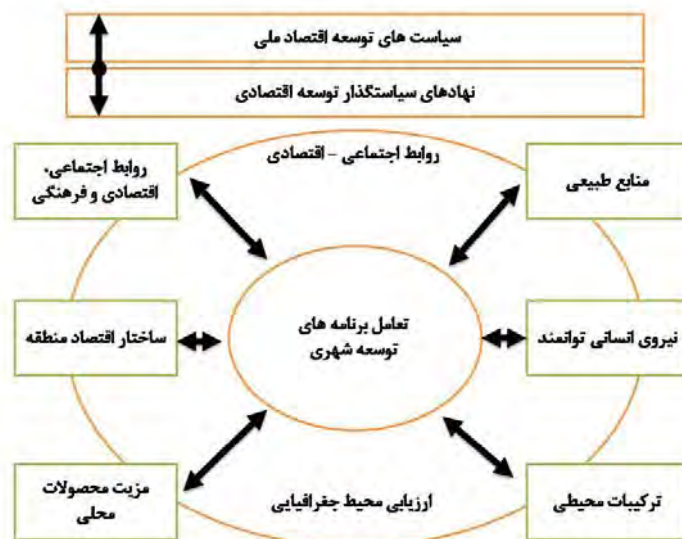 سیاست های توسعه اقتصاد ملی
نهادهای سیاستگذار توسعه اقتصادی
روابط اجتماعی – اقتصادی
منابع طبیعی
روابط اجتماعی،
اقتصادی و فرهنگی
نیروی انسانی توانمند
تعامل برنامه های
توسعه شهری
ساختار اقتصاد منطقه
ترکیبات محیطی
ارزیابی محیط جغرافیایی
مزیت محصولات
محلی